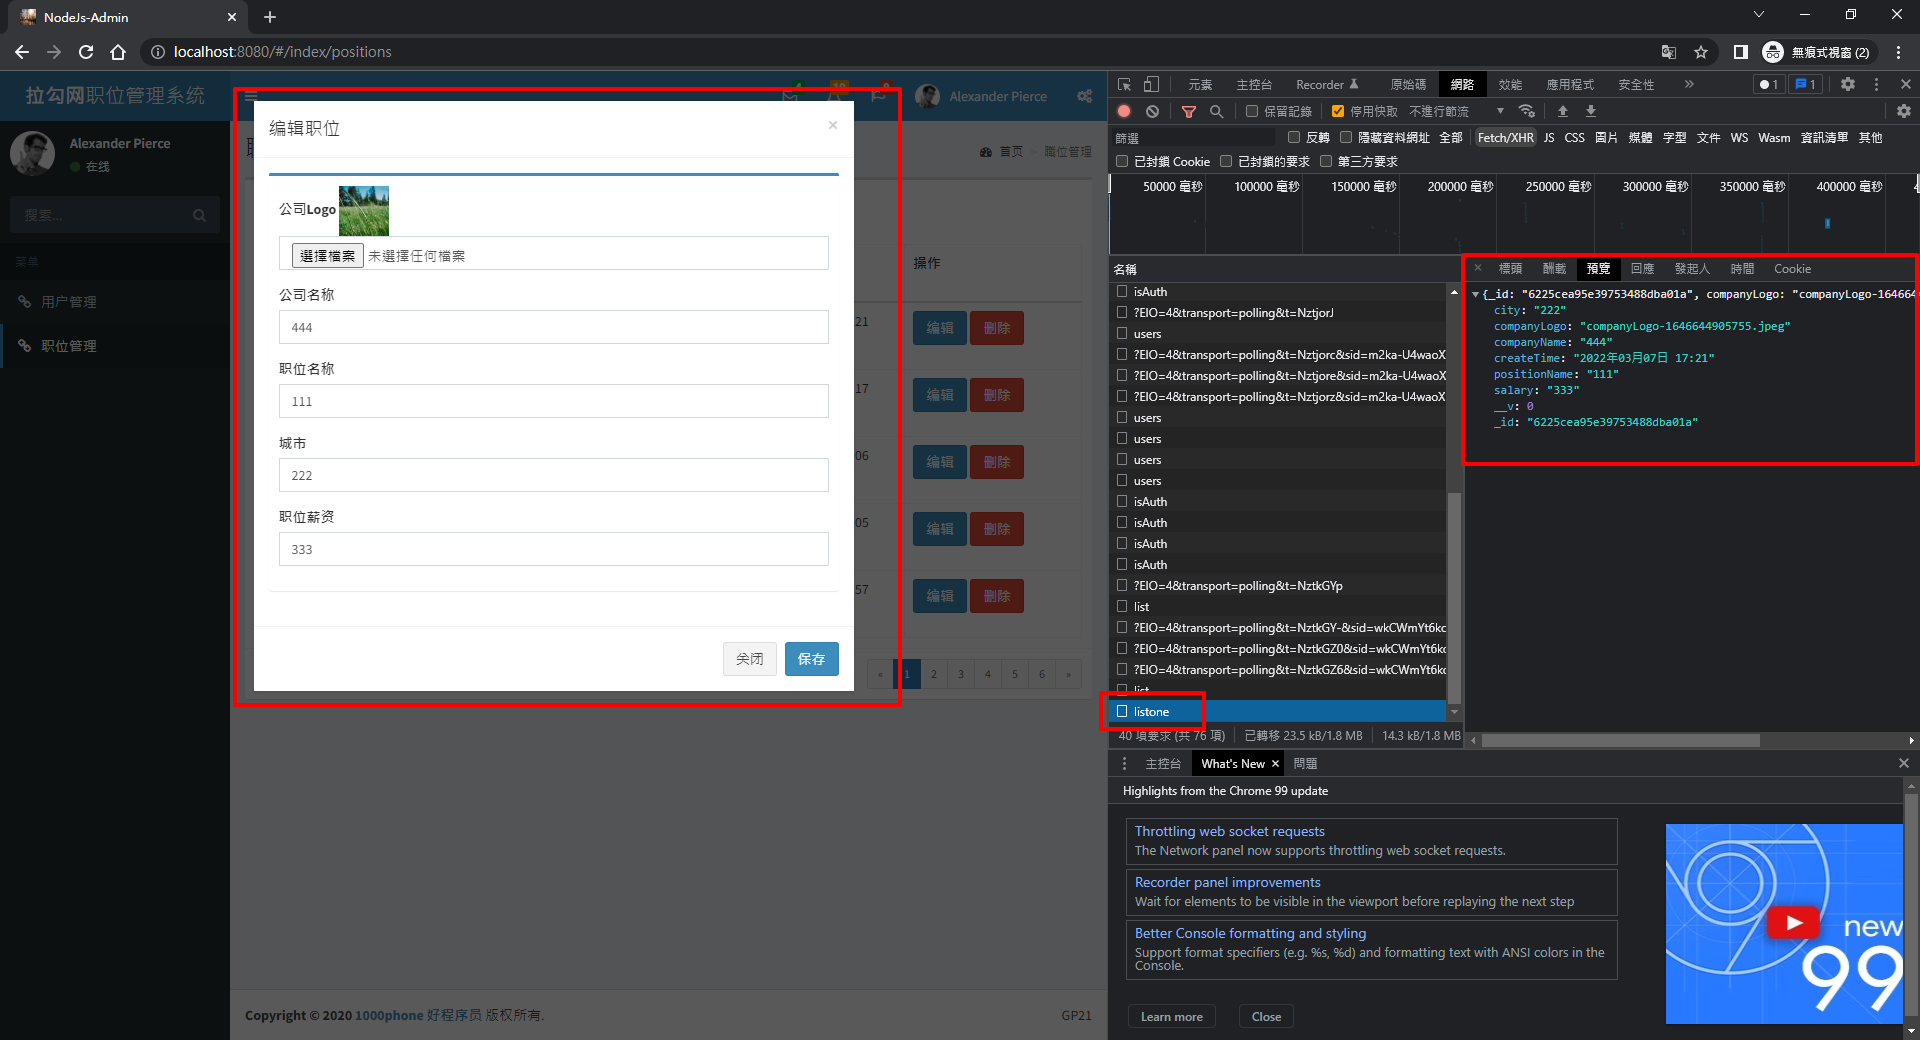 NodeJs-Admin
localhost:8080/#/index/positions
無痕式視窗 (2)
拉勾网职位管理系统
Alexander Pierce
在线
搜索...
菜单
用户管理
职位管理
Alexander Pierce
首页
職位管理
编辑职位
×
公司Logo
選擇檔案 未選擇任何檔案
公司名称
444
职位名称
111
城市
222
职位薪资
333
关闭
保存
操作
21 编辑 删除
17 编辑 删除
06 编辑 删除
05 编辑 删除
57 编辑 删除
« 1 2 3 4 5 6 »
Copyright © 2020 1000phone 好程序员 版权所有.
GP21
元素 主控台 Recorder 原始碼 網路 效能 應用程式 安全性 » 1 1
保留記錄 停用快取 不進行節流
篩選 反轉 隱藏資料網址 全部 Fetch/XHR JS CSS 圖片 媒體 字型 文件 WS Wasm 資訊清單 其他
已封鎖 Cookie 已封鎖的要求 第三方要求
50000 毫秒 100000 毫秒 150000 毫秒 200000 毫秒 250000 毫秒 300000 毫秒 350000 毫秒 400000 毫秒
名稱
isAuth
?EIO=4&transport=polling&t=NztjorJ
users
?EIO=4&transport=polling&t=Nztjorc&sid=m2ka-U4waoX
?EIO=4&transport=polling&t=Nztjore&sid=m2ka-U4waoX
?EIO=4&transport=polling&t=Nztjorz&sid=m2ka-U4waoX
users
users
users
users
isAuth
isAuth
isAuth
isAuth
?EIO=4&transport=polling&t=NztkGYp
list
?EIO=4&transport=polling&t=NztkGY-&sid=wkCWmYt6kc
?EIO=4&transport=polling&t=NztkGZ0&sid=wkCWmYt6kc
?EIO=4&transport=polling&t=NztkGZ6&sid=wkCWmYt6kc
list
listone
40 項要求 (共 76 項) 已轉移 23.5 kB/1.8 MB 14.3 kB/1.8 MB
× 標頭 酬載 預覽 回應 發起人 時間 Cookie
{_id: "6225cea95e39753488dba01a", companyLogo: "companyLogo-164664
city: "222"
companyLogo: "companyLogo-1646644905755.jpeg"
companyName: "444"
createTime: "2022年03月07日 17:21"
positionName: "111"
salary: "333"
__v: 0
_id: "6225cea95e39753488dba01a"
主控台 What's New × 問題
Highlights from the Chrome 99 update
Throttling web socket requests
The Network panel now supports throttling web socket requests.
Recorder panel improvements
Wait for elements to be visible in the viewport before replaying the next step
Better Console formatting and styling
Support format specifiers (e.g. %s, %d) and formatting text with ANSI colors in the
Console.
Learn more
Close
new
99